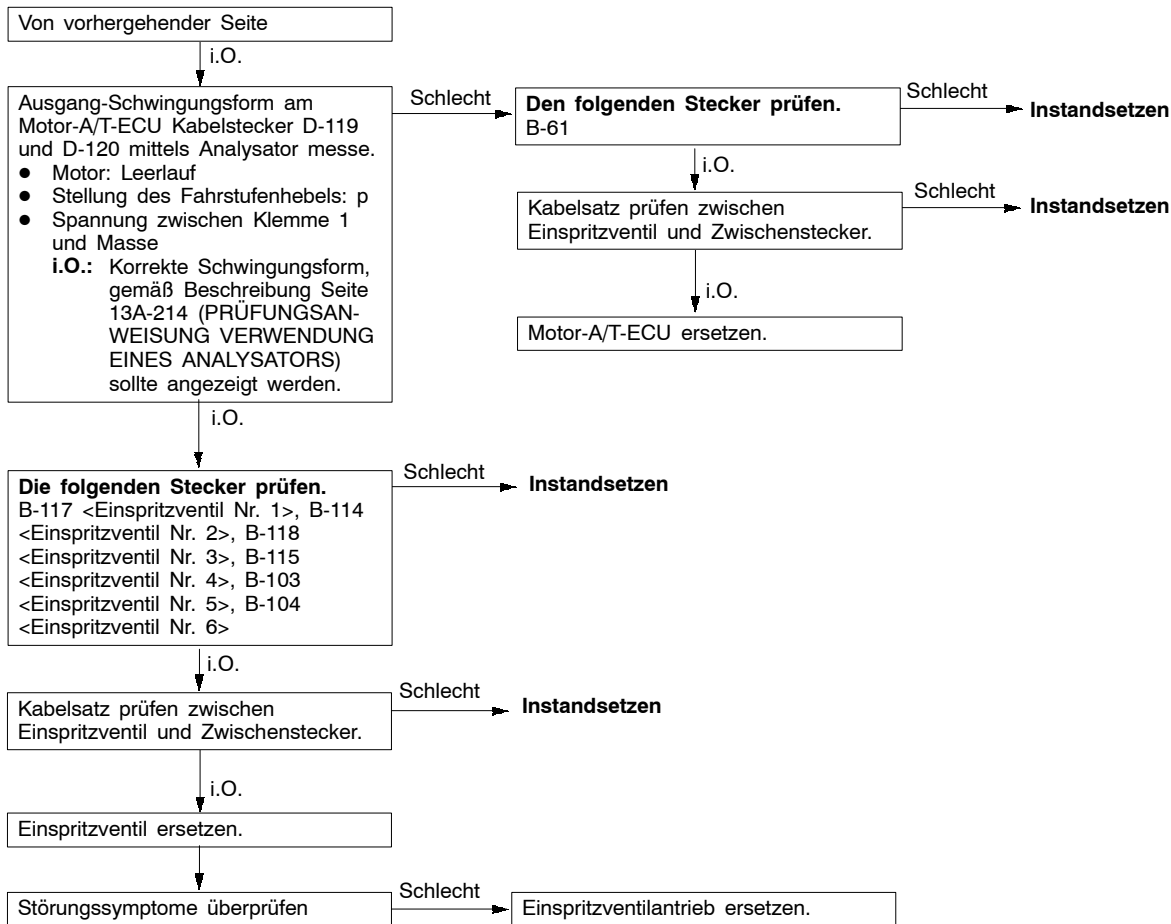 Von vorhergehender Seite
i.O.
Ausgang-Schwingungsform am
Motor-A/T-ECU Kabelstecker D-119
und D-120 mittels Analysator messe.
● Motor: Leerlauf
● Stellung des Fahrstufenhebels: p
● Spannung zwischen Klemme 1
und Masse
i.O.: Korrekte Schwingungsform,
gemäß Beschreibung Seite
13A-214 (PRÜFUNGSAN-
WEISUNG VERWENDUNG
EINES ANALYSATORS)
sollte angezeigt werden.
Schlecht
Den folgenden Stecker prüfen.
B-61
Schlecht
Instandsetzen
i.O.
Kabelsatz prüfen zwischen
Einspritzventil und Zwischenstecker.
Schlecht
Instandsetzen
i.O.
Motor-A/T-ECU ersetzen.
i.O.
Die folgenden Stecker prüfen.
B-117 <Einspritzventil Nr. 1>, B-114
<Einspritzventil Nr. 2>, B-118
<Einspritzventil Nr. 3>, B-115
<Einspritzventil Nr. 4>, B-103
<Einspritzventil Nr. 5>, B-104
<Einspritzventil Nr. 6>
Schlecht
Instandsetzen
i.O.
Kabelsatz prüfen zwischen
Einspritzventil und Zwischenstecker.
Schlecht
Instandsetzen
i.O.
Einspritzventil ersetzen.
Störungssymptome überprüfen
Schlecht
Einspritzventilantrieb ersetzen.